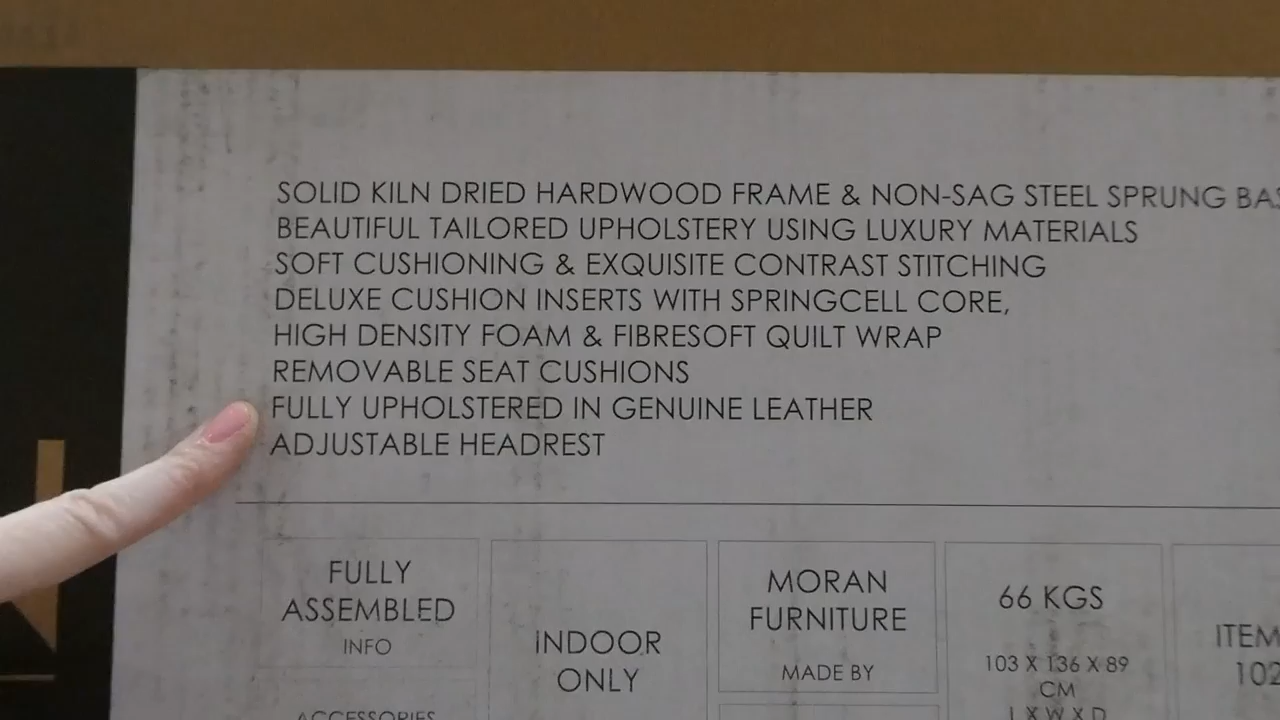 SOLID KILN DRIED HARDWOOD FRAME & NON-SAG STEEL SPRUNG
BEAUTIFUL TAILORED UPHOLSTERY USING LUXURY MATERIALS
SOFT CUSHIONING & EXQUISITE CONTRAST STITCHING
DELUXE CUSHION INSERTS WITH SPRINGCELL CORE,
HIGH DENSITY FOAM & FIBRESOFT QUILT WRAP
REMOVABLE SEAT CUSHIONS
FULLY UPHOLSTERED IN GENUINE LEATHER
ADJUSTABLE HEADREST
FULLY
ASSEMBLED
INFO
ACCESSORIES
INDOOR
ONLY
MORAN
FURNITURE
MADE BY
66 KGS
103 X 136 X 89
CM
L X W X D
ITEM
102